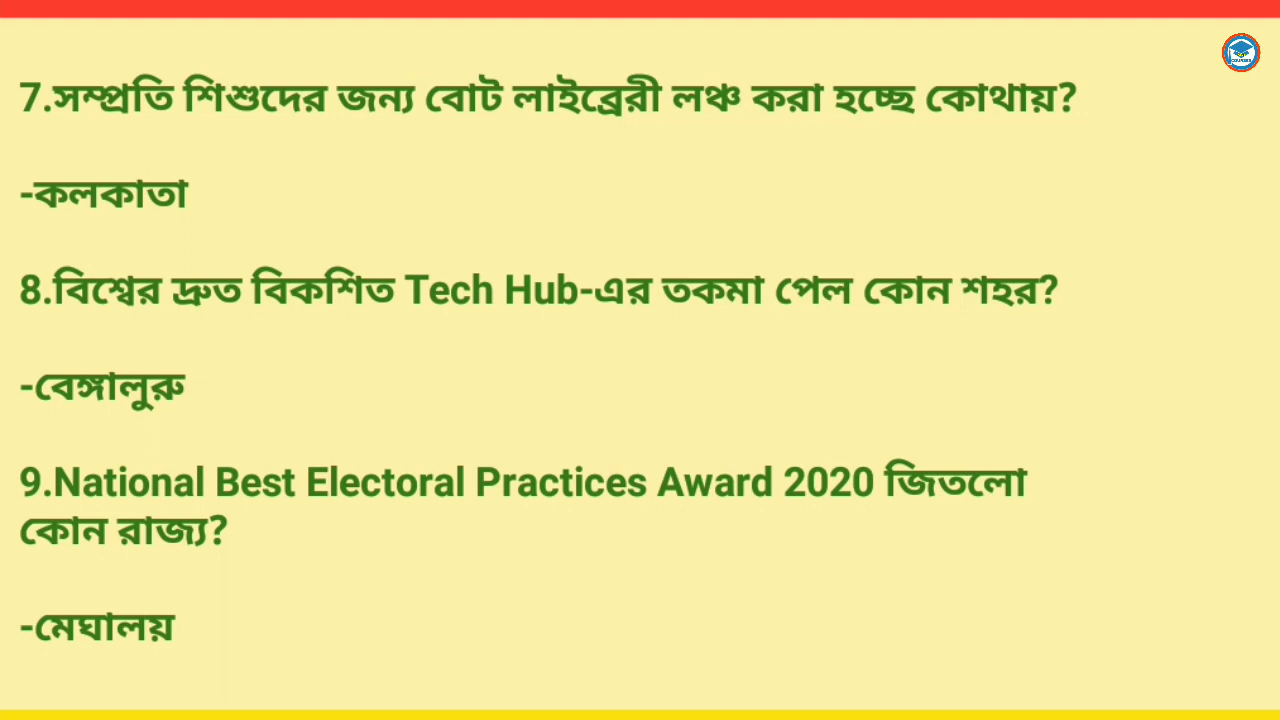 7.সম্প্রতি শিশুদের জন্য বোট লাইব্রেরী লঞ্চ করা হচ্ছে কোথায়?
-কলকাতা
8.বিশ্বের দ্রুত বিকশিত Tech Hub-এর তকমা পেল কোন শহর?
-বেঙ্গালুরু
9.National Best Electoral Practices Award 2020 জিতলো
কোন রাজ্য?
-মেঘালয়